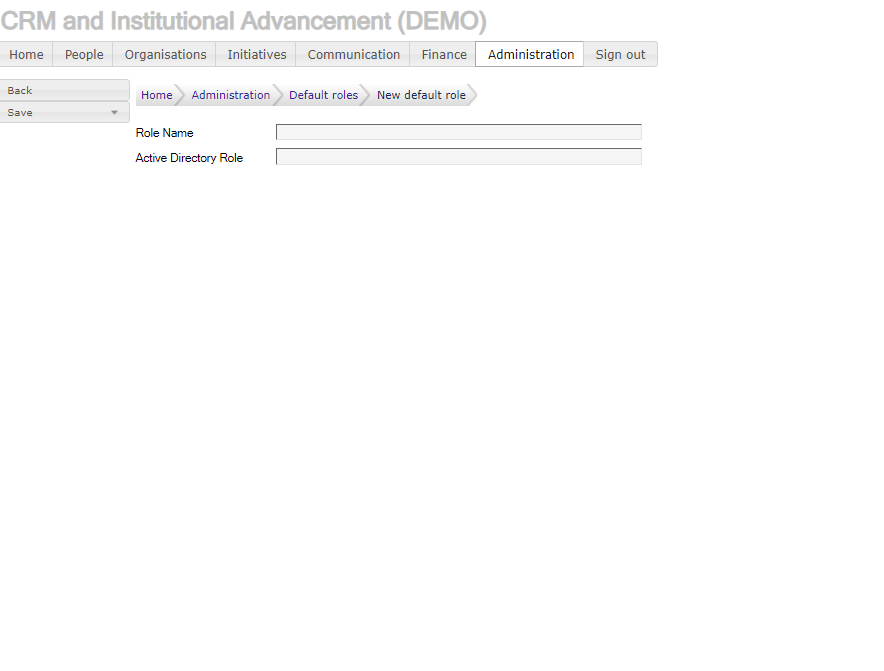 CRM and Institutional Advancement (DEMO)
Home People Organisations Initiatives Communication Finance Administration Sign out
Back
Save
Home Administration Default roles New default role
Role Name
Active Directory Role